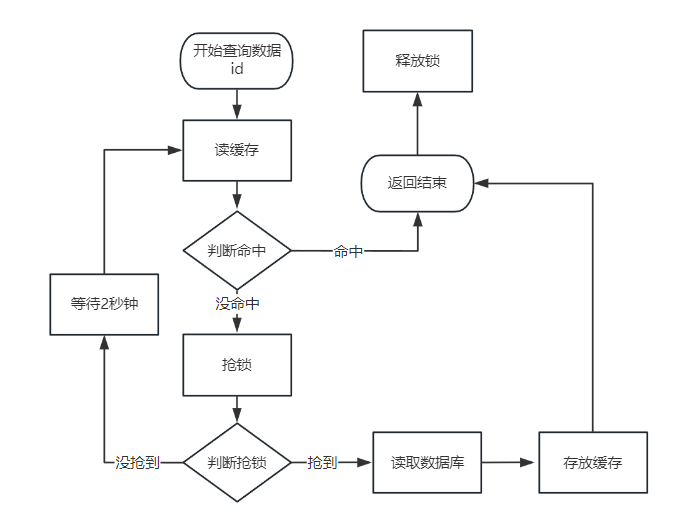 开始查询数据
id
释放锁
读缓存
返回结束
判断命中
命中
等待2秒钟
没命中
抢锁
没抢到
判断抢锁
抢到
读取数据库
存放缓存